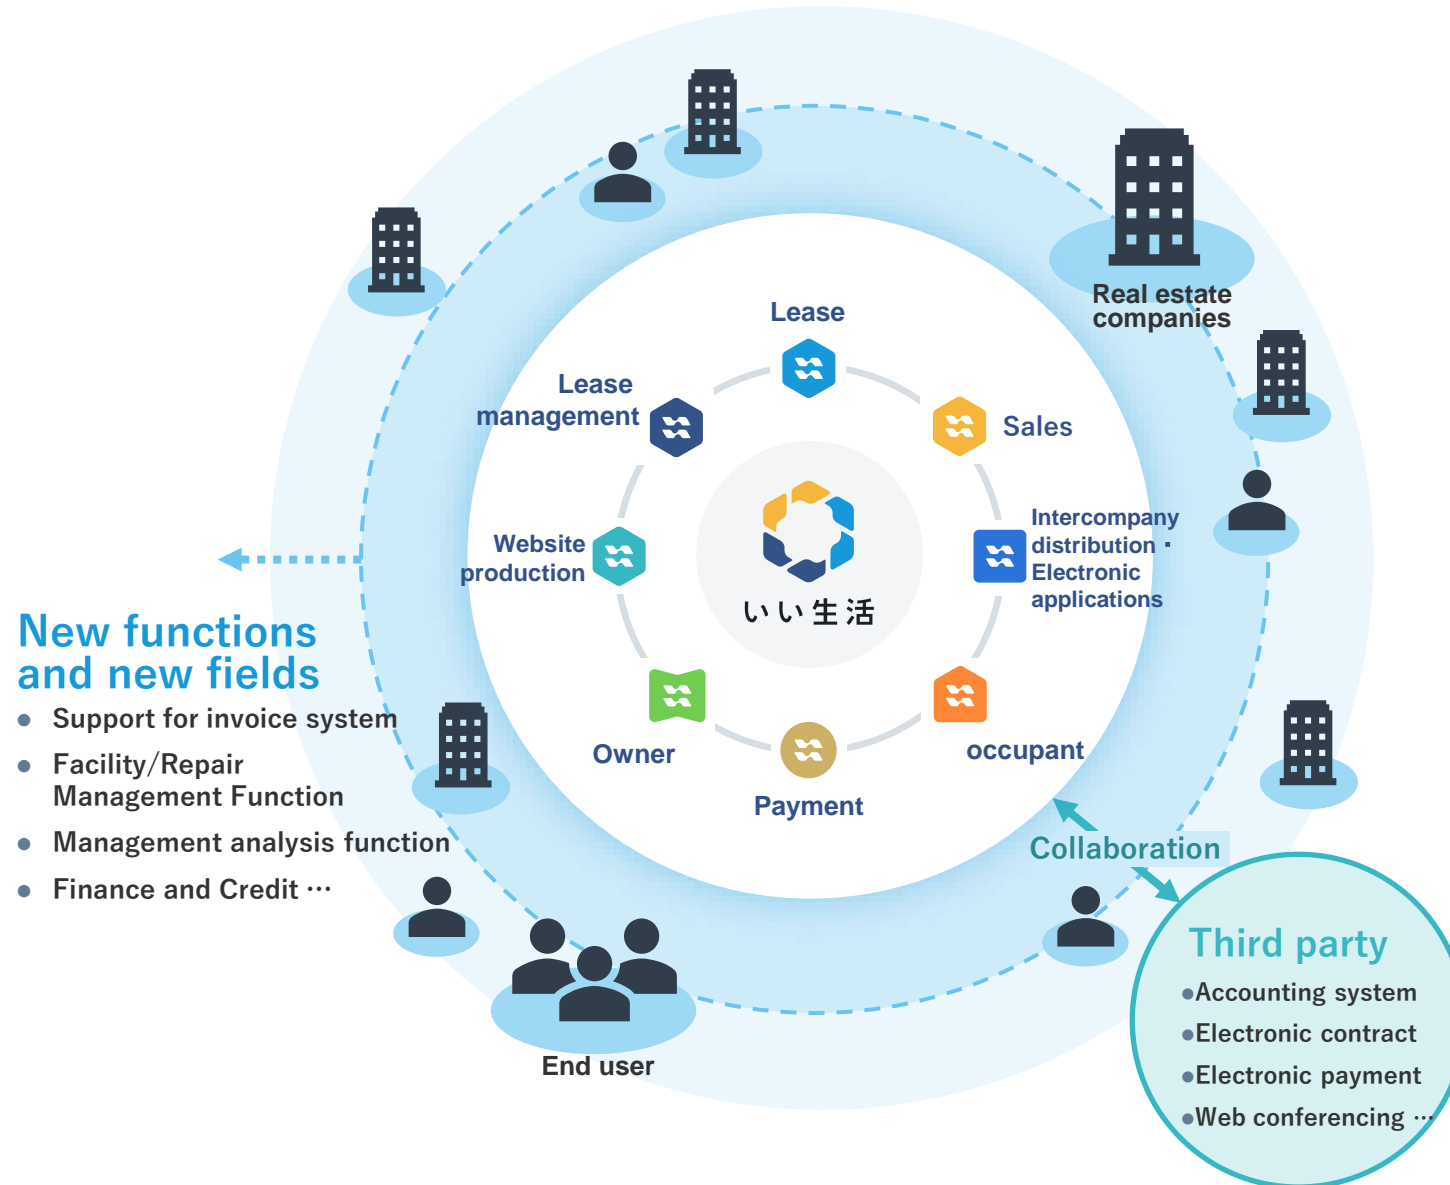 Real estate
companies
Lease
Lease
management
Sales
Intercompany
distribution・
Electronic
applications
Website
production
いい生活
Owner
occupant
Payment
New functions
and new fields
● Support for invoice system
● Facility/Repair
Management Function
● Management analysis function
● Finance and Credit …
Collaboration
End user
Third party
●Accounting system
●Electronic contract
●Electronic payment
●Web conferencing …